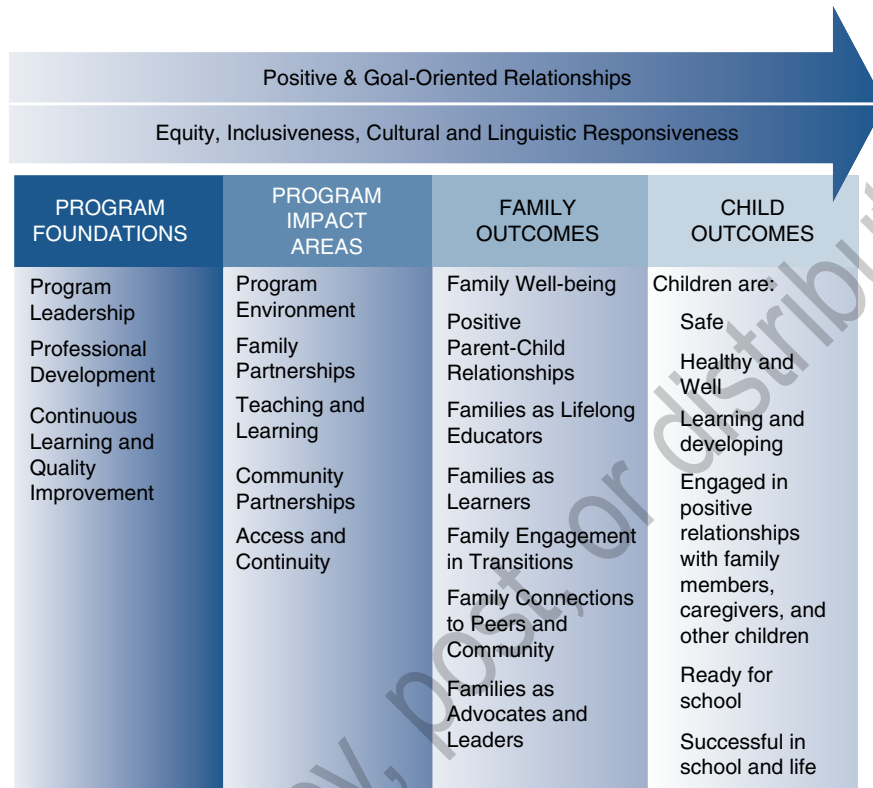 Positive & Goal-Oriented Relationships
Equity, Inclusiveness, Cultural and Linguistic Responsiveness
PROGRAM
FOUNDATIONS
Program
Leadership
Professional
Development
Continuous
Learning and
Quality
Improvement
PROGRAM
IMPACT
AREAS
Program
Environment
Family
Partnerships
Teaching and
Learning
Community
Partnerships
Access and
Continuity
FAMILY
OUTCOMES
Family Well-being
Positive
Parent-Child
Relationships
Families as Lifelong
Educators
Families as
Learners
Family Engagement
in Transitions
Family Connections
to Peers and
Community
Families as
Advocates and
Leaders
CHILD
OUTCOMES
Children are:
Safe
Healthy and
Well
Learning and
developing
Engaged in
positive
relationships
with family
members,
caregivers, and
other children
Ready for
school
Successful in
school and life
post, or